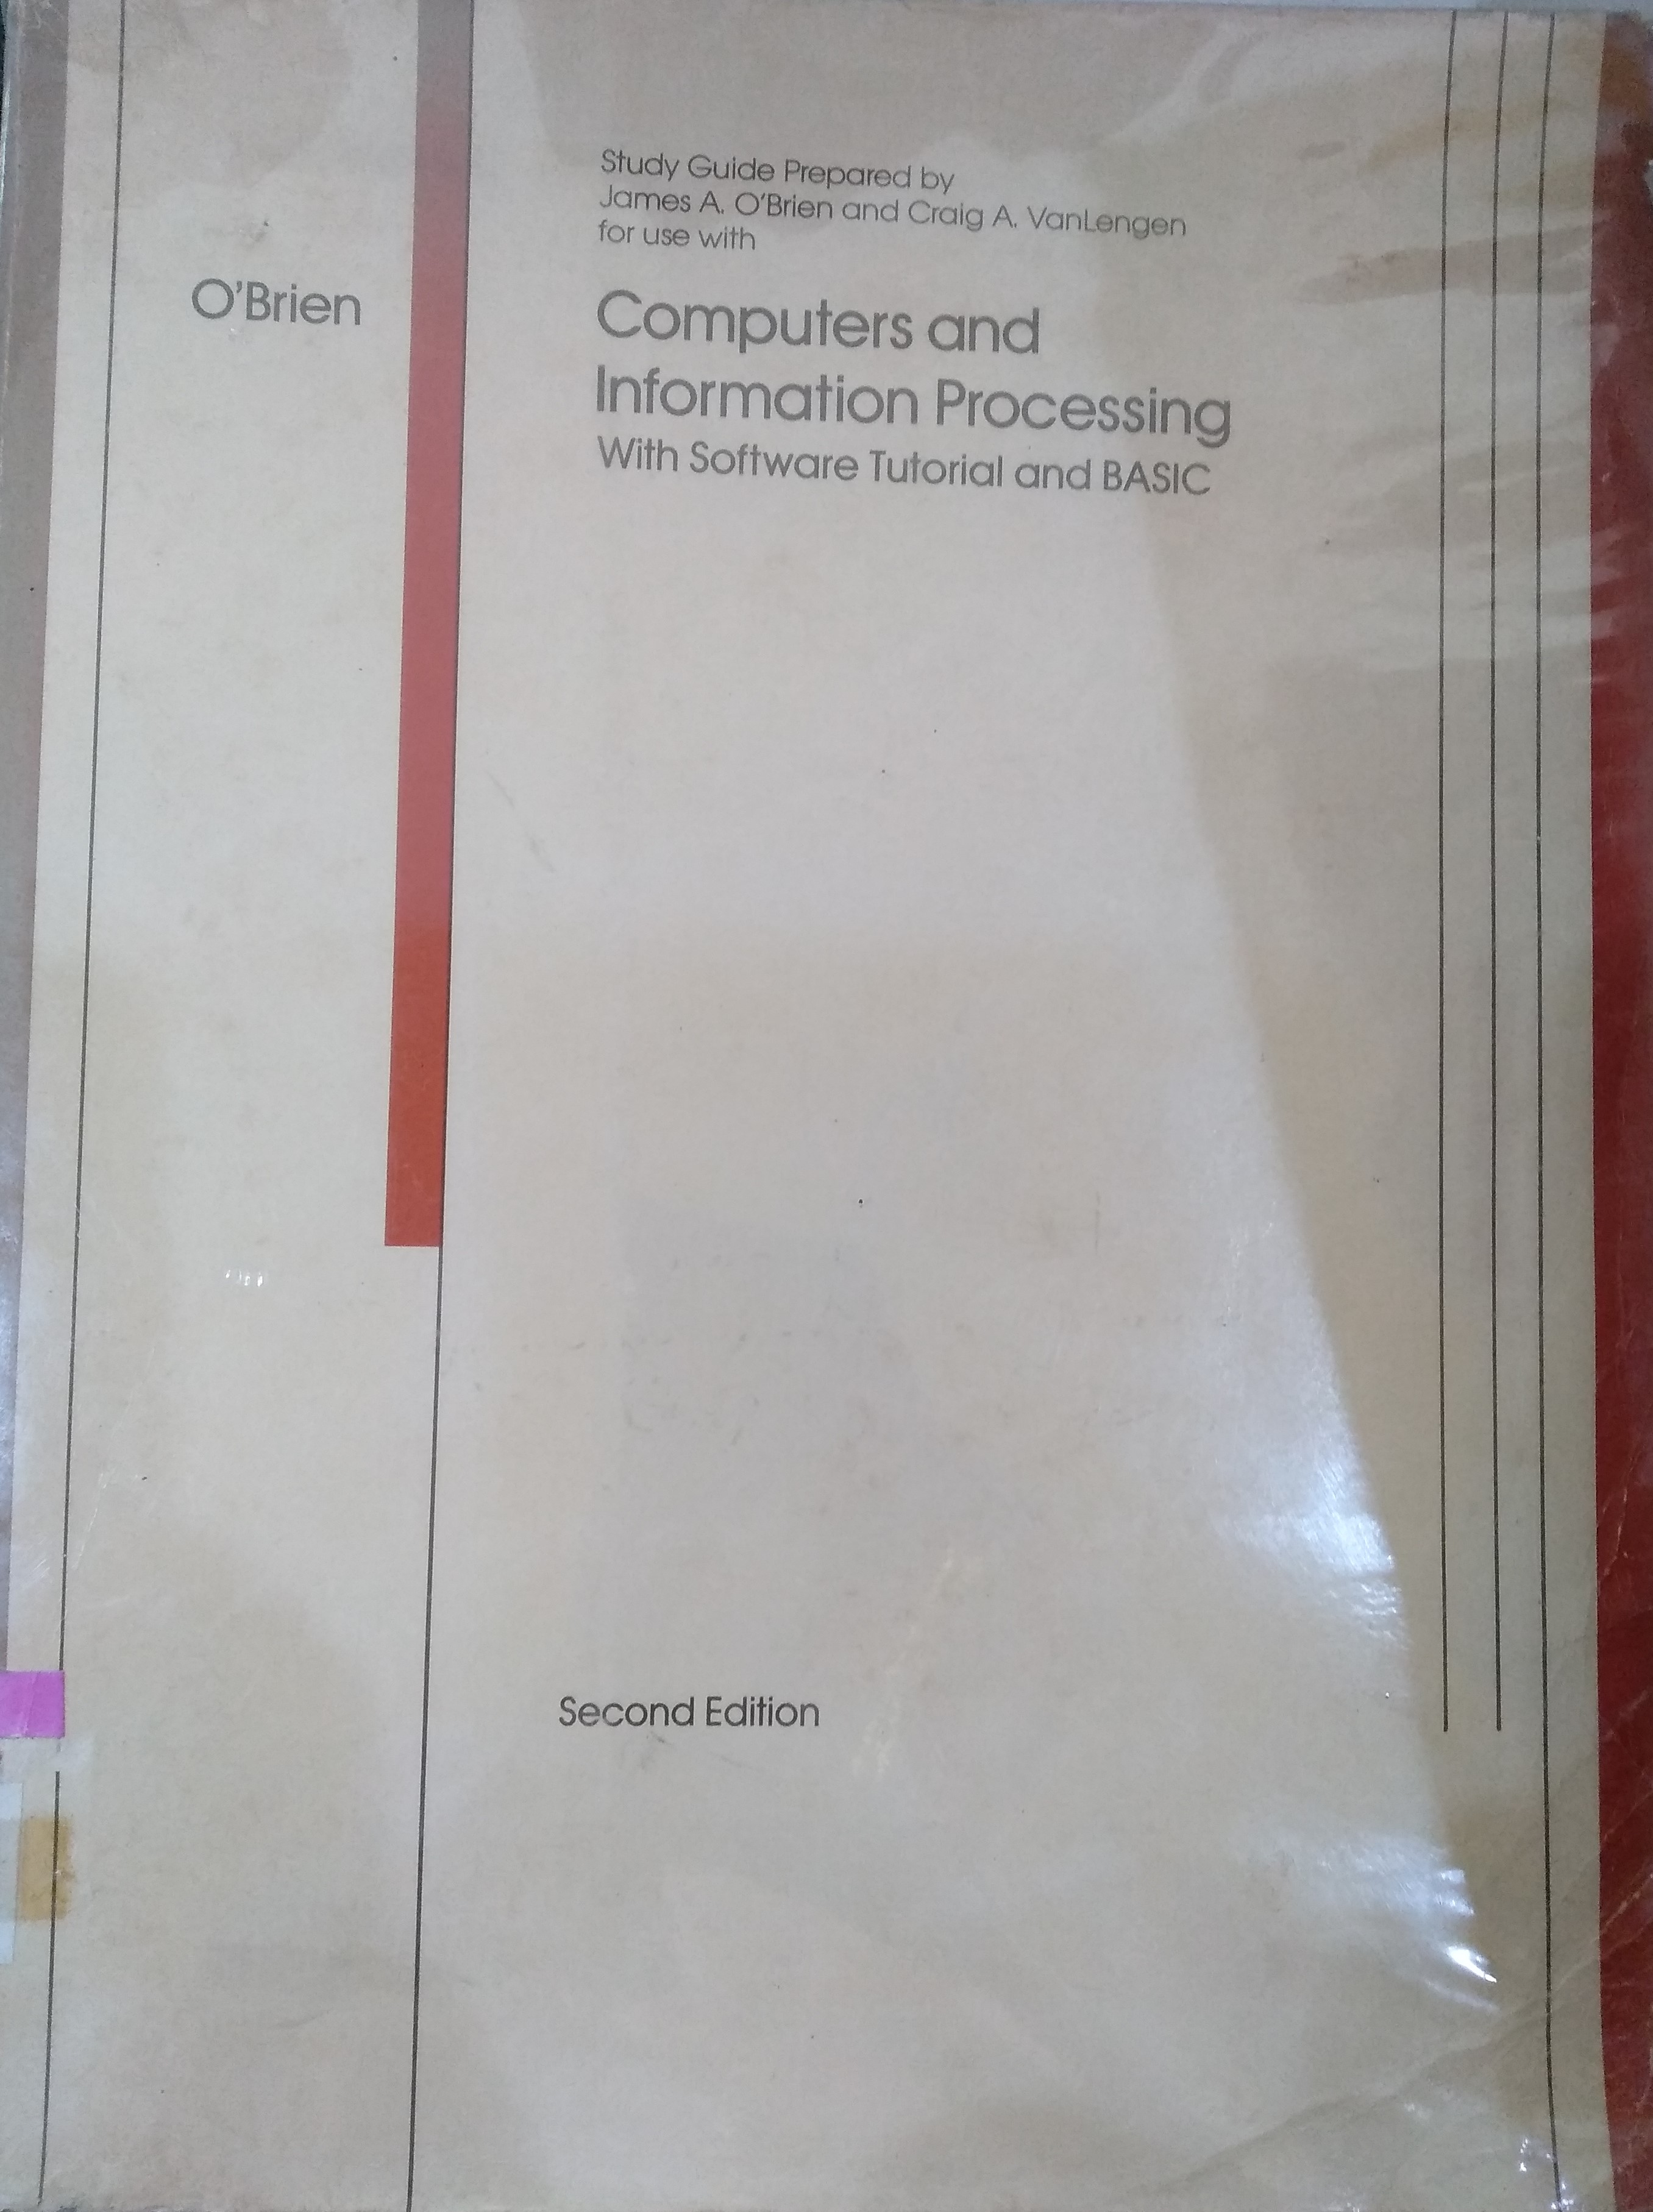 Study Guide Prepared by
James A. O'Brien and Craig A. VanLengen
for use with
O'Brien
Computers and
Information Processing
With Software Tutorial and BASIC
Second Edition